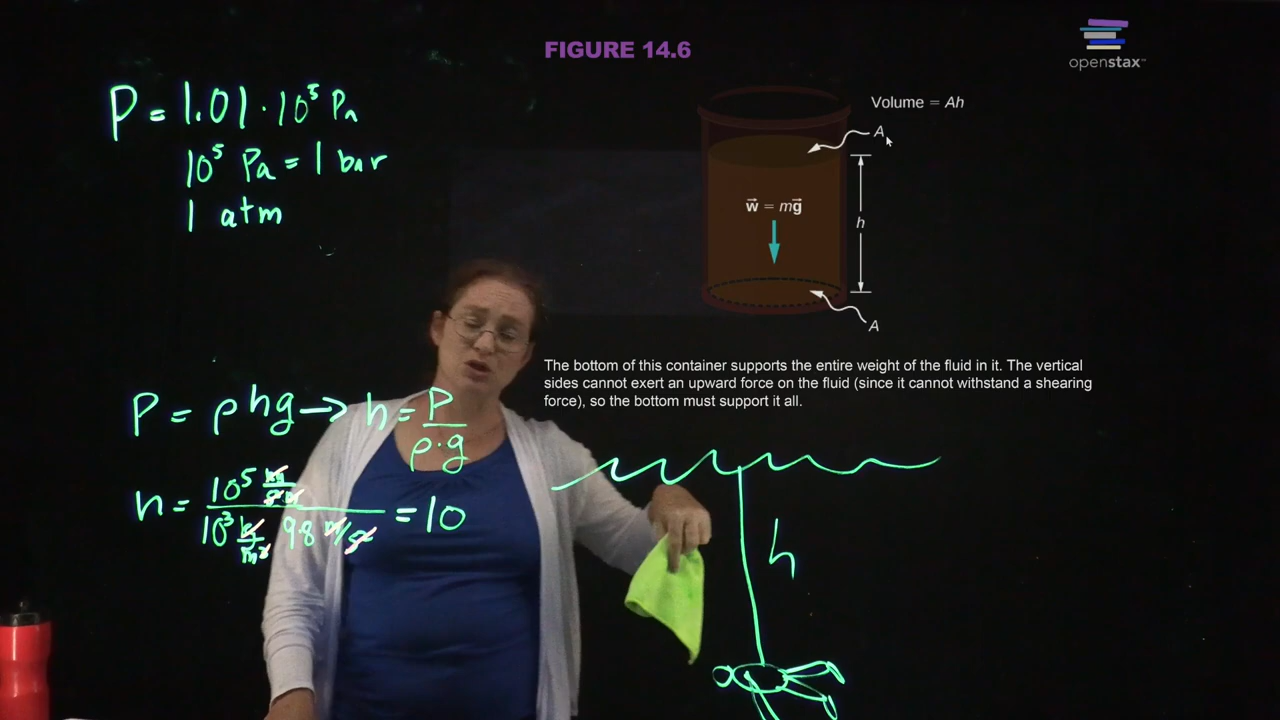 FIGURE 14.6
openstax™
P = 1.01 · 10⁵ Pa
10⁵ Pa = 1 bar
1 atm
Volume = Ah
A
w⃗ = mg⃗
h
A
The bottom of this container supports the entire weight of the fluid in it. The vertical
sides cannot exert an upward force on the fluid (since it cannot withstand a shearing
force), so the bottom must support it all.
P = ρhg → h = P / ρ·g
h = 10⁵ / 10³ 9.8 m/s² = 10
h